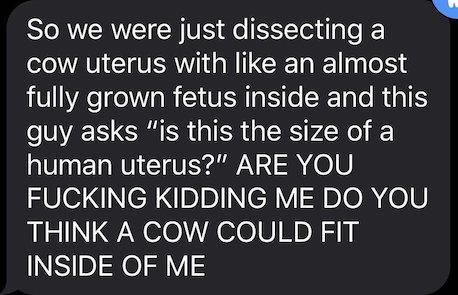 So we were just dissecting a
cow uterus with like an almost
fully grown fetus inside and this
guy asks “is this the size of a
human uterus?” ARE YOU
FUCKING KIDDING ME DO YOU
THINK A COW COULD FIT
INSIDE OF ME